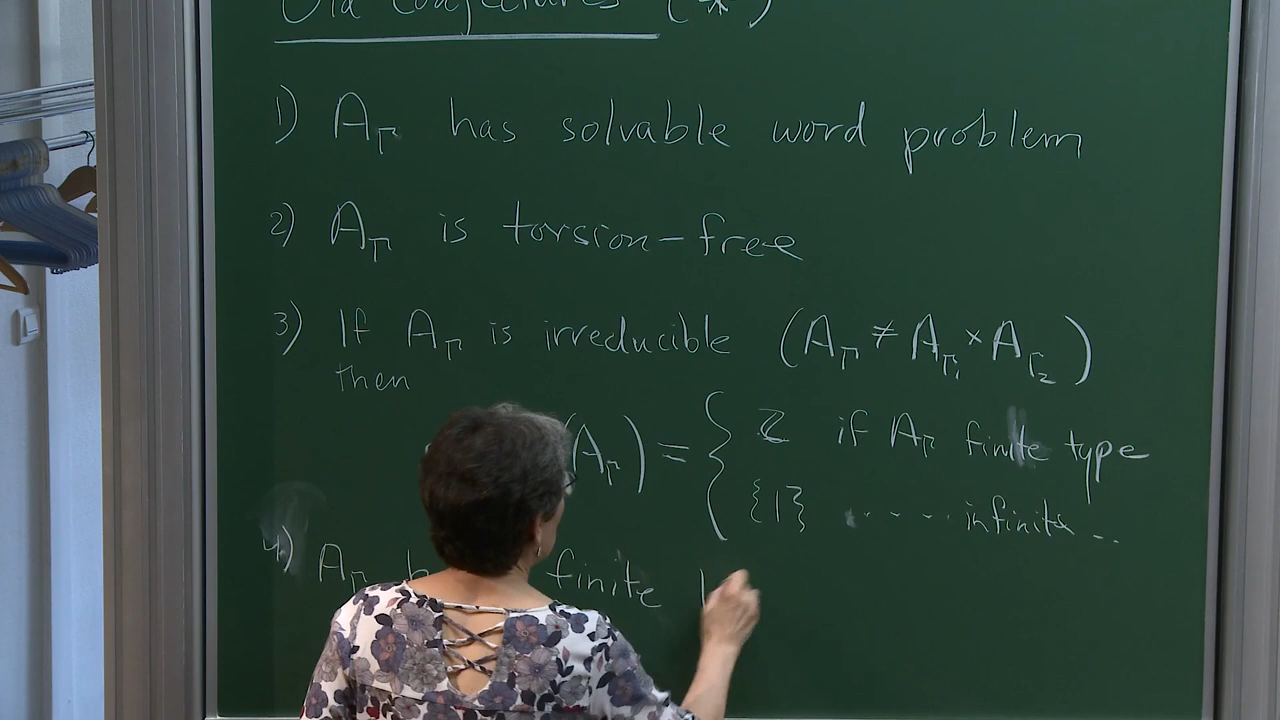 Old Conjectures (*)
1) A_Γ has solvable word problem
2) A_Γ is torsion-free
3) If A_Γ is irreducible (A_Γ ≠ A_Γ₁ × A_Γ₂)
then
(A_Γ) = { ℤ if A_Γ finite type
{1} ..... infinite ..
4) A_Γ finite